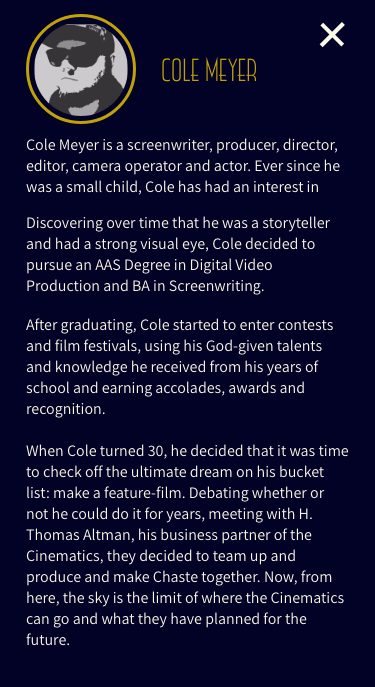 COLE MEYER
Cole Meyer is a screenwriter, producer, director,
editor, camera operator and actor. Ever since he
was a small child, Cole has had an interest in
Discovering over time that he was a storyteller
and had a strong visual eye, Cole decided to
pursue an AAS Degree in Digital Video
Production and BA in Screenwriting.
After graduating, Cole started to enter contests
and film festivals, using his God-given talents
and knowledge he received from his years of
school and earning accolades, awards and
recognition.
When Cole turned 30, he decided that it was time
to check off the ultimate dream on his bucket
list: make a feature-film. Debating whether or
not he could do it for years, meeting with H.
Thomas Altman, his business partner of the
Cinematics, they decided to team up and
produce and make Chaste together. Now, from
here, the sky is the limit of where the Cinematics
can go and what they have planned for the
future.